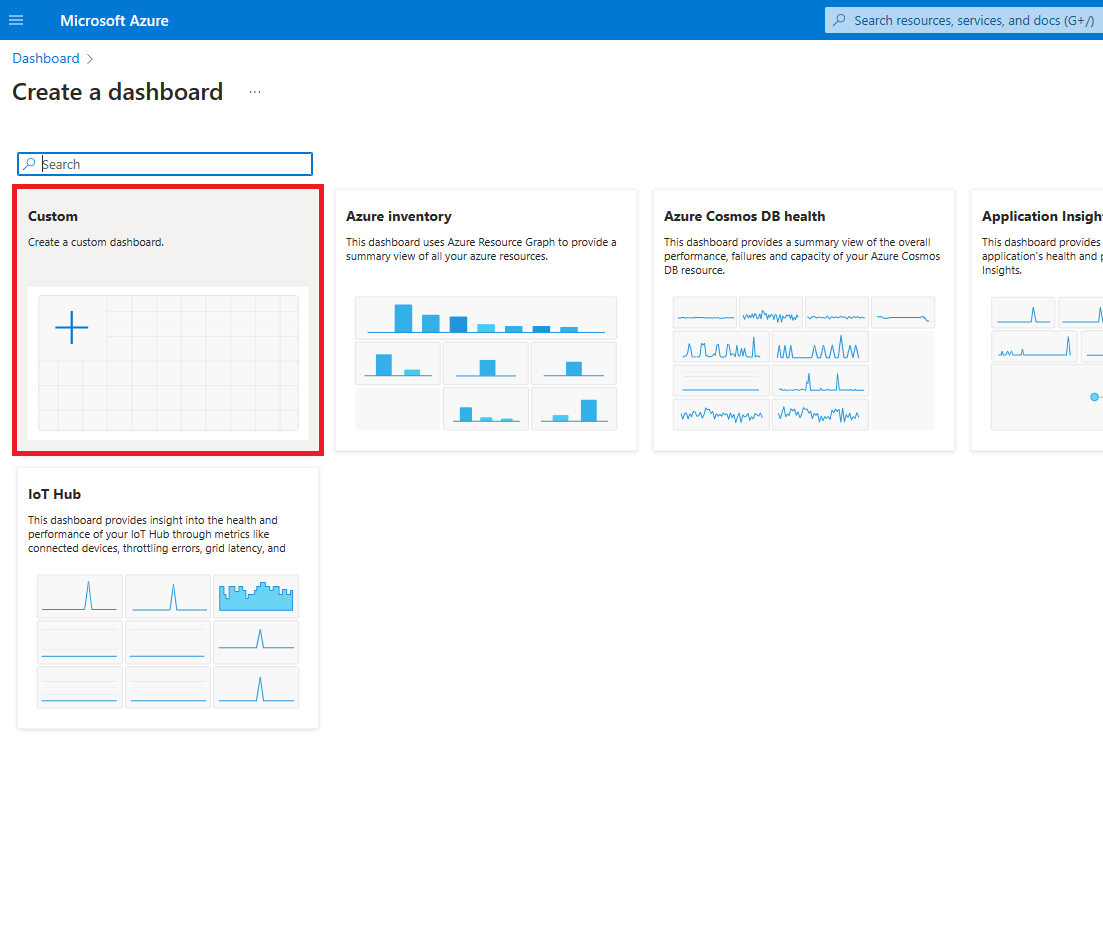 Microsoft Azure
Search resources, services, and docs (G+/)
Dashboard
Create a dashboard
Search
Custom
Create a custom dashboard.
Azure inventory
This dashboard uses Azure Resource Graph to provide a
summary view of all your azure resources.
Azure Cosmos DB health
This dashboard provides a summary view of the overall
performance, failures and capacity of your Azure Cosmos
DB resource.
Application Insigh
This dashboard provides
application's health and
Insights.
IoT Hub
This dashboard provides insight into the health and
performance of your IoT Hub through metrics like
connected devices, throttling errors, grid latency, and